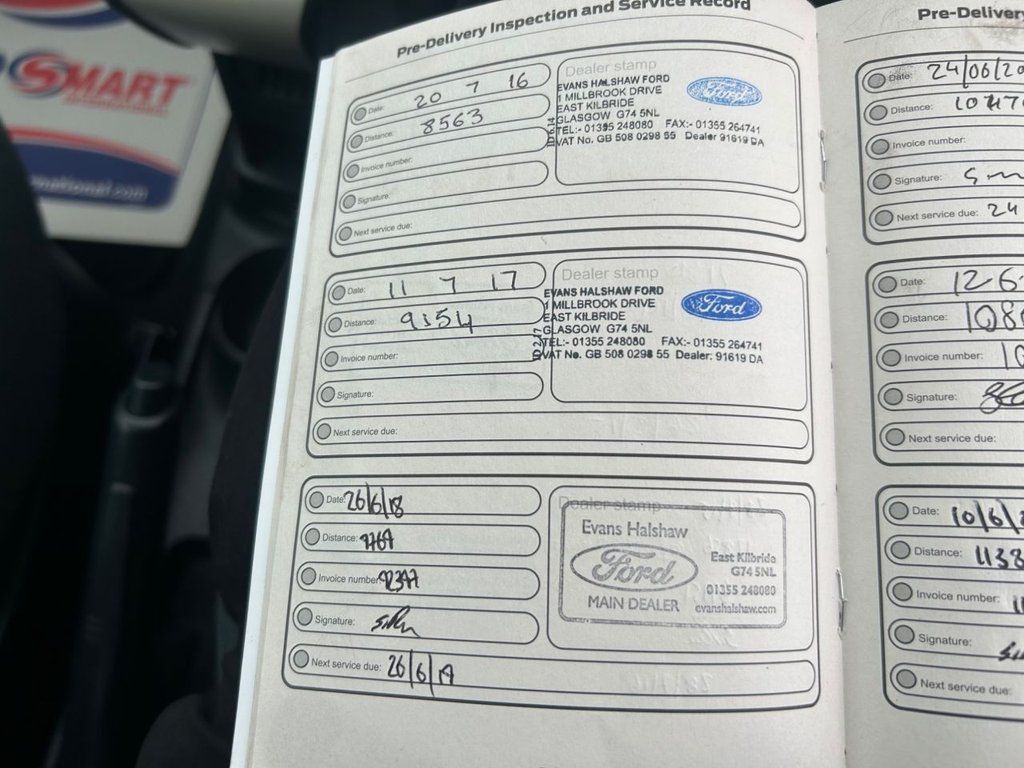 SMART
rnational.com
Pre-Delivery Inspection and Service Record
Date: 20 7 16
Distance: 8563
Invoice number:
Signature:
Next service due:
Dealer stamp
EVANS HALSHAW FORD
1 MILLBROOK DRIVE
EAST KILBRIDE
GLASGOW G74 5NL
TEL:- 01355 248080 FAX:- 01355 264741
VAT No. GB 508 0298 55 Dealer 91619 DA
Ford
Date: 11 7 17
Distance: 9154
Invoice number:
Signature:
Next service due:
Dealer stamp
EVANS HALSHAW FORD
1 MILLBROOK DRIVE
EAST KILBRIDE
GLASGOW G74 5NL
TEL:- 01355 248080 FAX:- 01355 264741
VAT No. GB 508 0298 55 Dealer: 91619 DA
Ford
Date: 26/6/18
Distance:
Invoice number:
Signature:
Next service due: 26/6/19
Dealer stamp
Evans Halshaw
Ford
MAIN DEALER
East Kilbride
G74 5NL
01355 248080
evanshalshaw.com
Pre-Delivery
Date: 24/06/20
Distance:
Invoice number:
Signature:
Next service due: 24
Date: 12-6
Distance: 108
Invoice number: 10
Signature:
Next service due:
Date: 10/6/
Distance: 1138
Invoice number:
Signature:
Next service due: